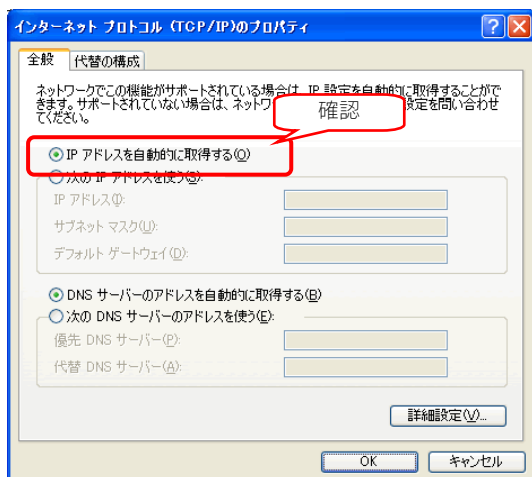 インターネット プロトコル (TCP/IP)のプロパティ
全般
代替の構成
ネットワークでこの機能がサポートされている場合は、IP 設定を自動的に取得することがで
きます。サポートされていない場合は、ネットワ
設定を問い合わせ
てください。
確認
IP アドレスを自動的に取得する(O)
次の IP アドレスを使う(S):
IP アドレス(I):
サブネット マスク(U):
デフォルト ゲートウェイ(D):
DNS サーバーのアドレスを自動的に取得する(B)
次の DNS サーバーのアドレスを使う(E):
優先 DNS サーバー(P):
代替 DNS サーバー(A):
詳細設定(V)...
OK
キャンセル